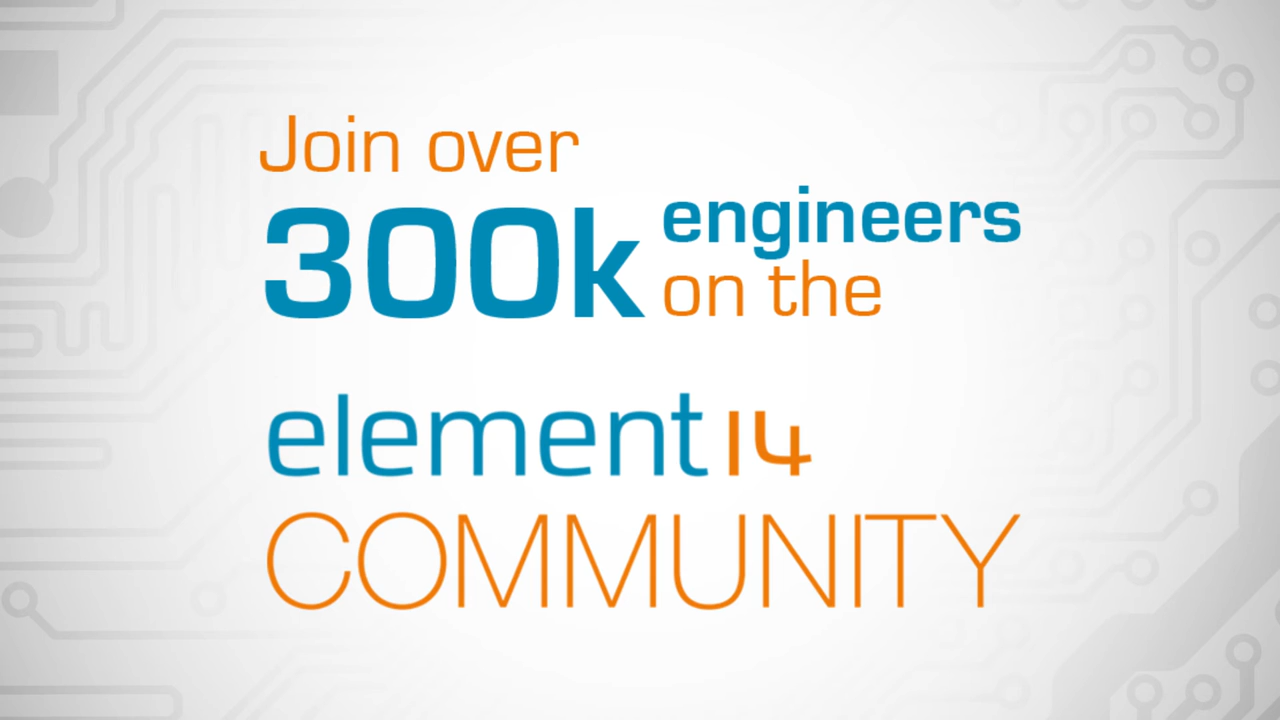 Join over
300k engineers
on the
element14
COMMUNITY